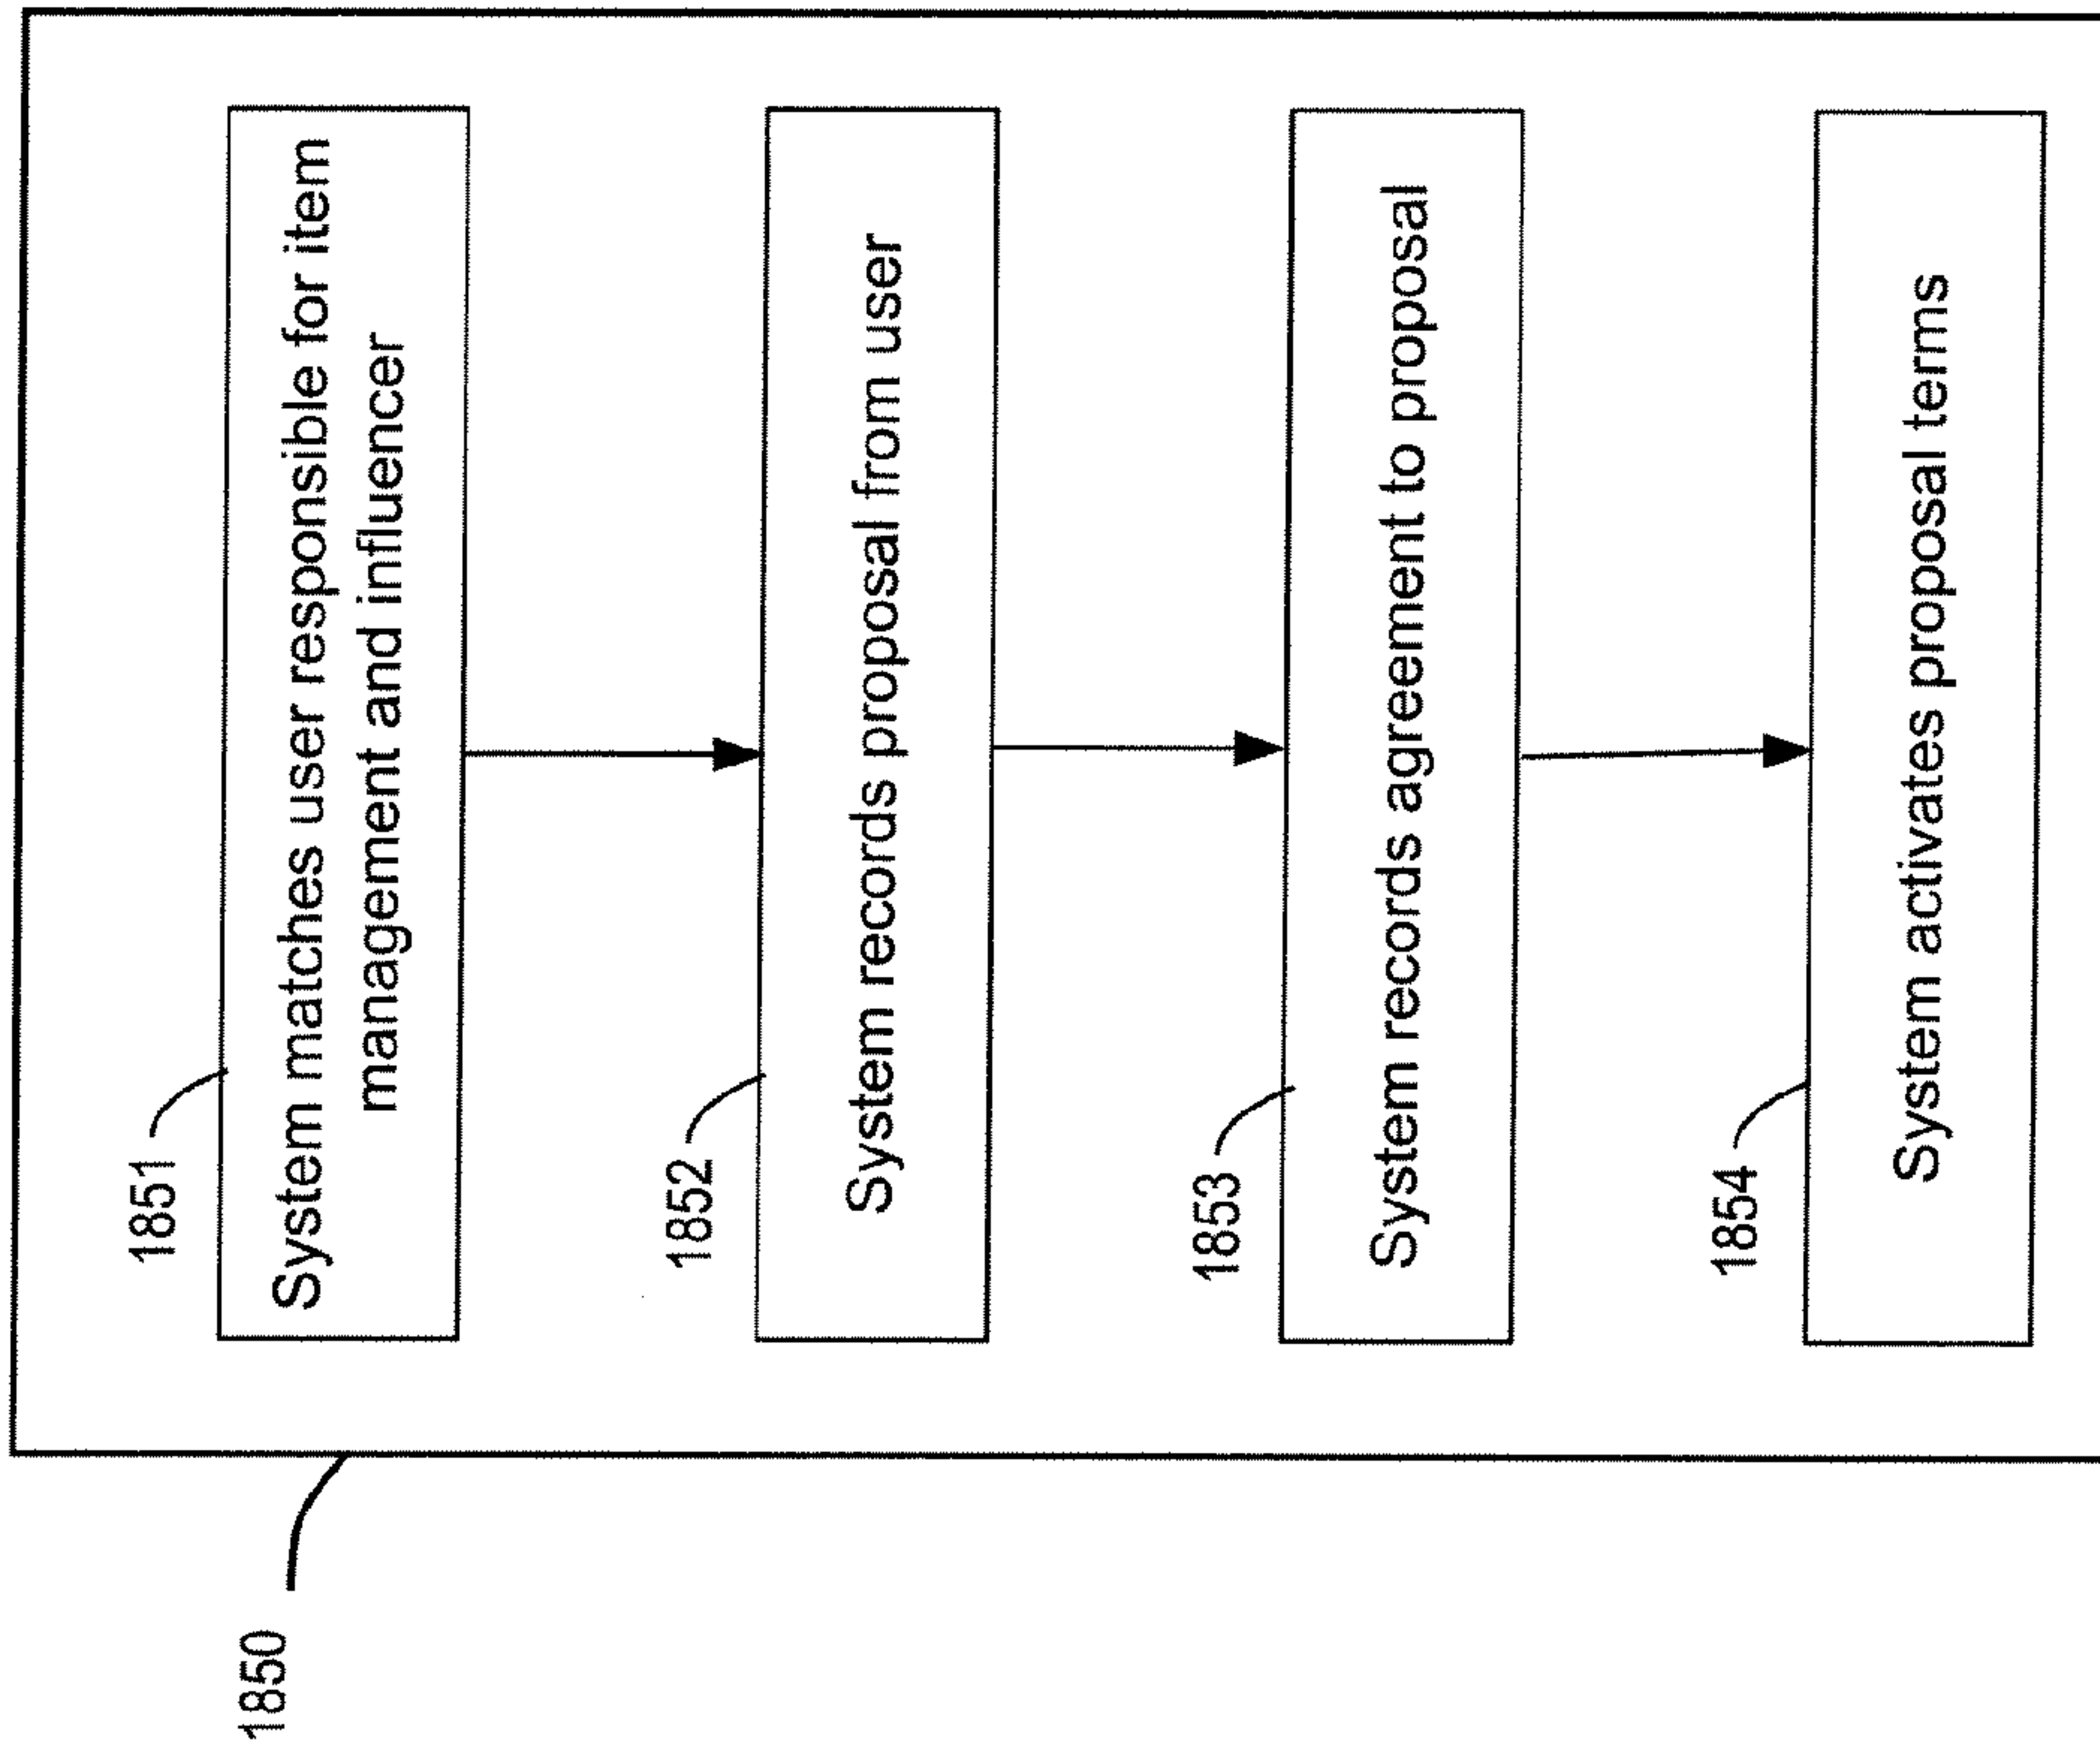 1850
1851
System matches user responsible for item
management and influencer
1852
System records proposal from user
1853
System records agreement to proposal
1854
System activates proposal terms